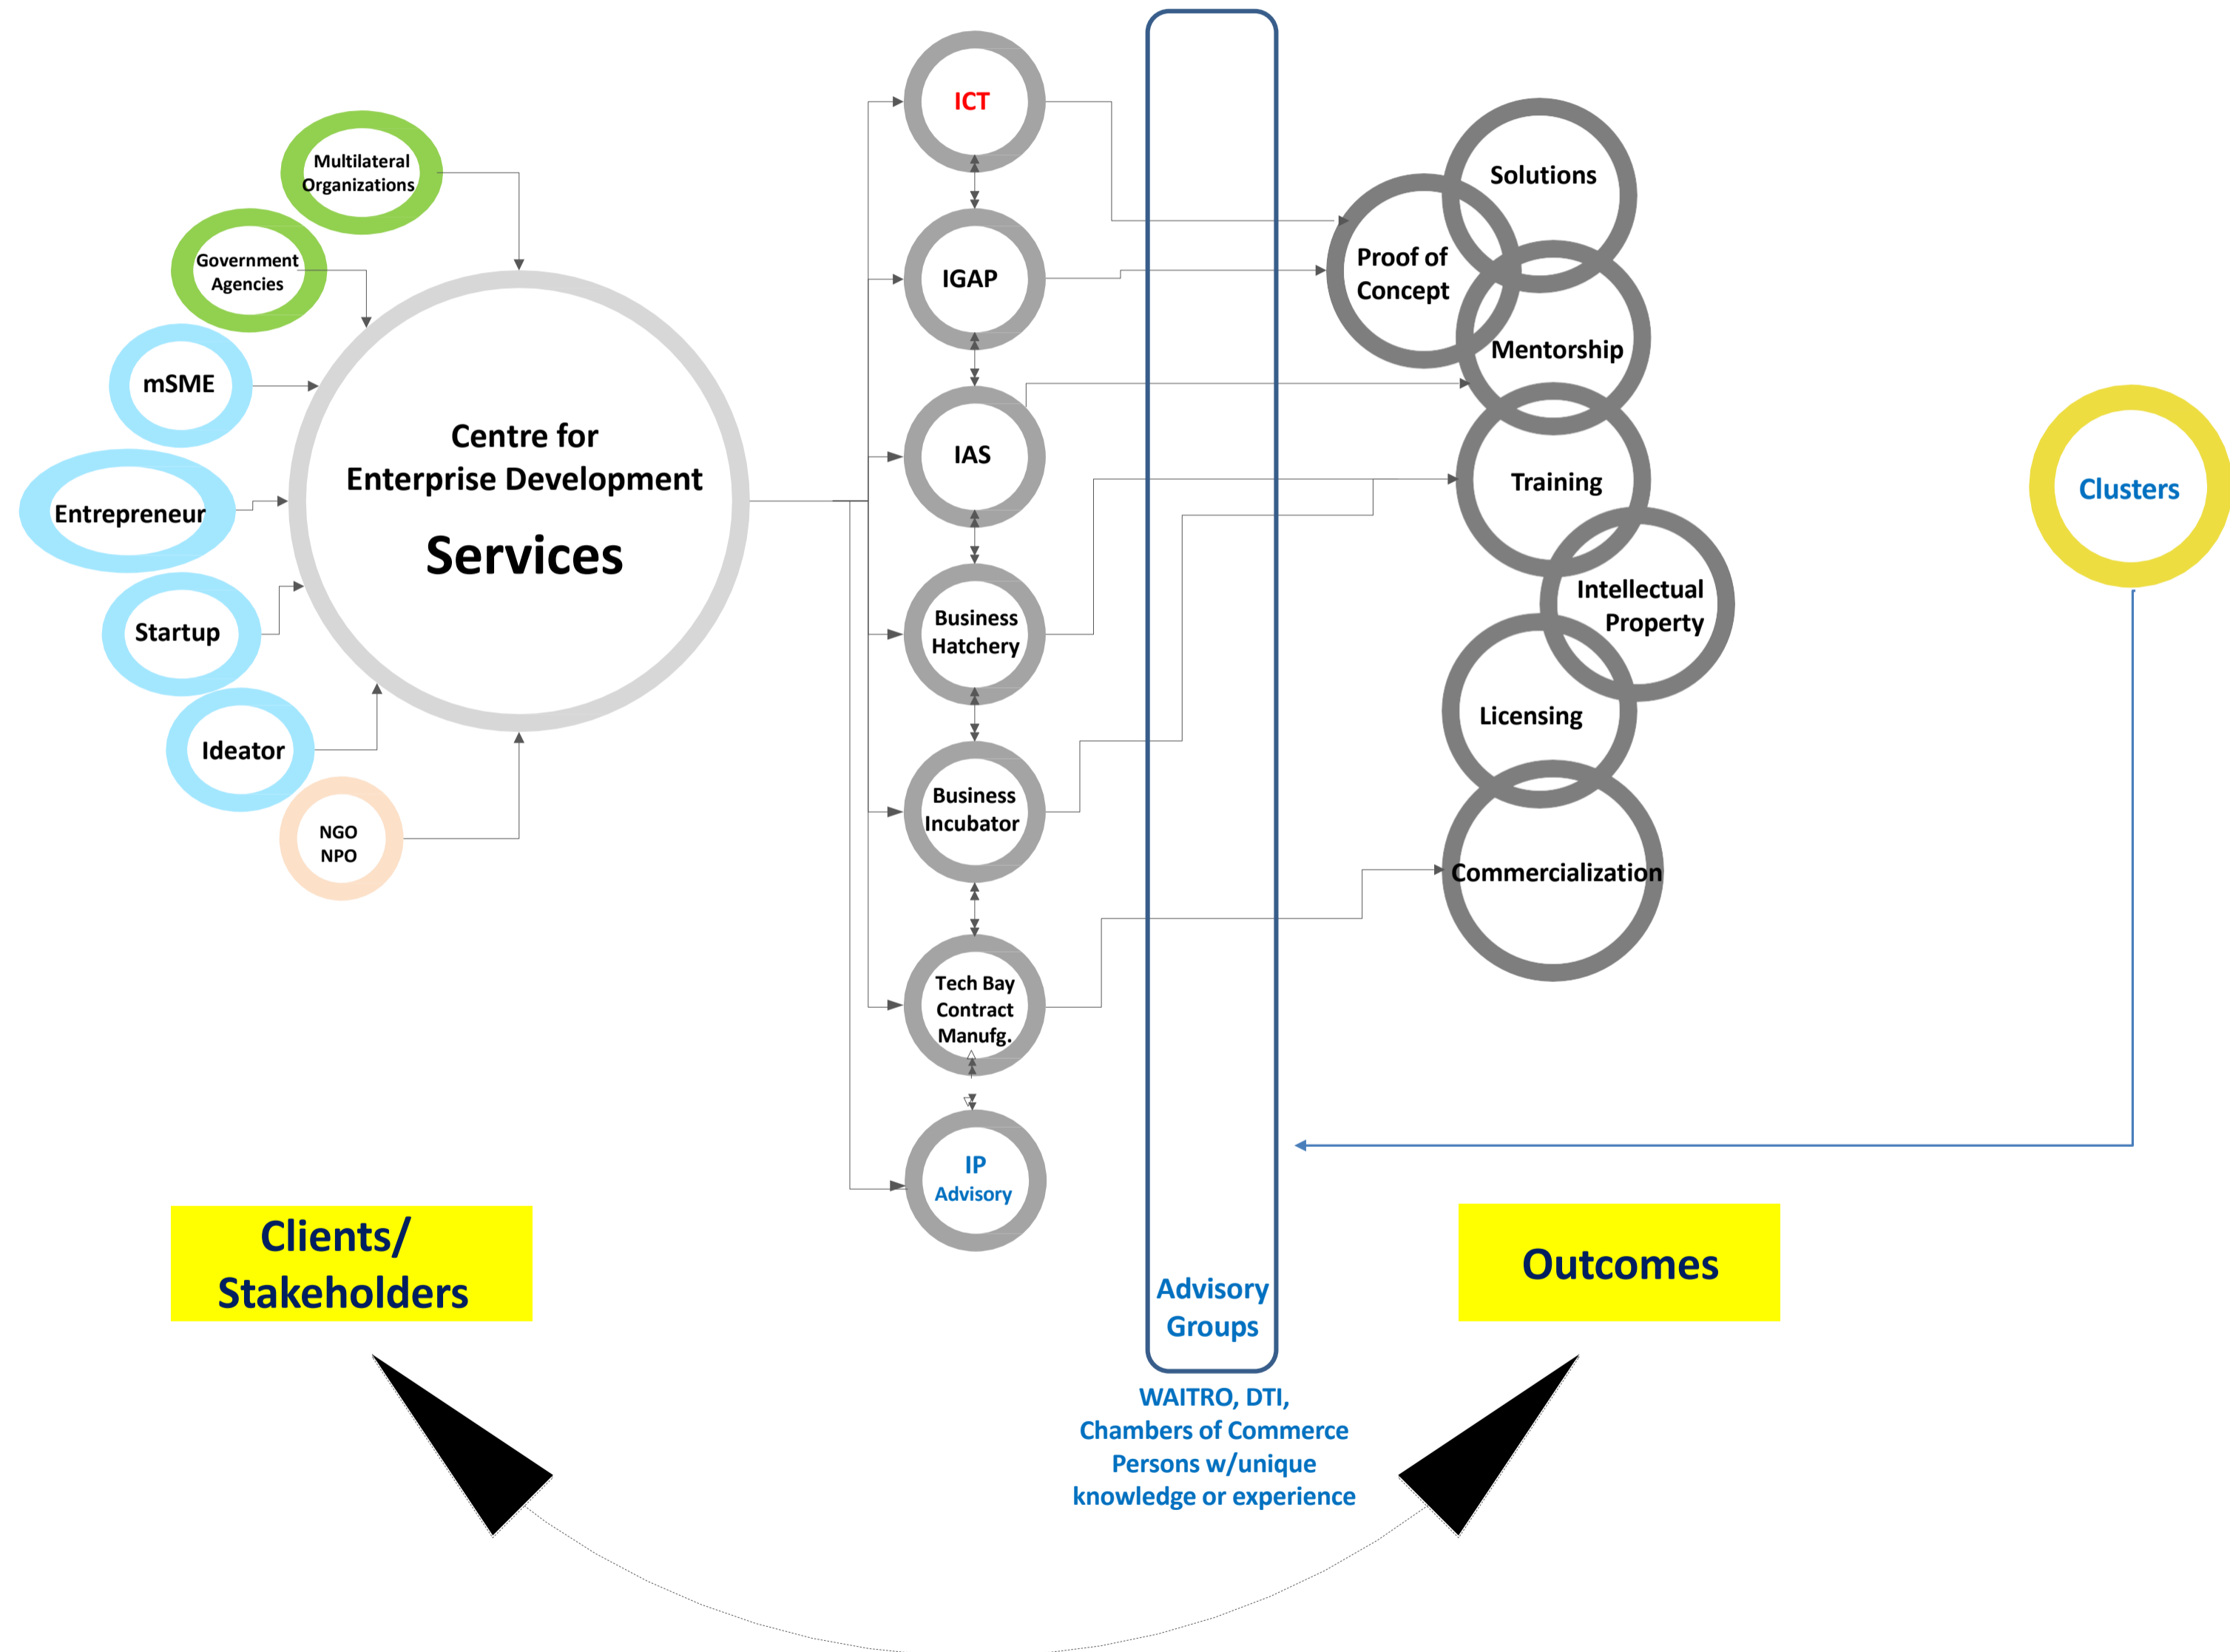 Multilateral
Organizations
Government
Agencies
mSME
Entrepreneur
Startup
Ideator
NGO
NPO
Centre for
Enterprise Development
Services
ICT
IGAP
IAS
Business
Hatchery
Business
Incubator
Tech Bay
Contract
Manufg.
IP
Advisory
Advisory
Groups
WAITRO, DTI,
Chambers of Commerce
Persons w/unique
knowledge or experience
Solutions
Proof of
Concept
Mentorship
Training
Intellectual
Property
Licensing
Commercialization
Clusters
Clients/
Stakeholders
Outcomes